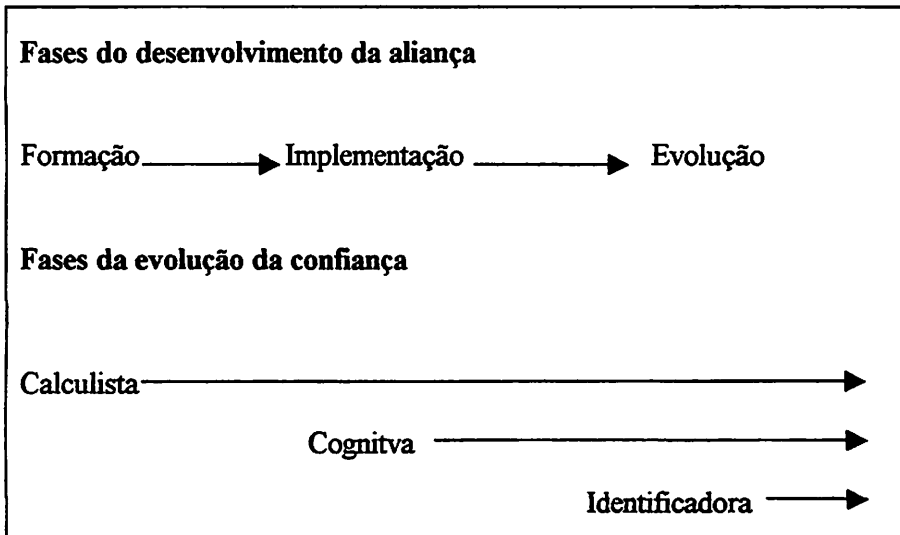 Fases do desenvolvimento da aliança
Formação Implementação Evolução
Fases da evolução da confiança
Calculista
Cognitva
Identificadora